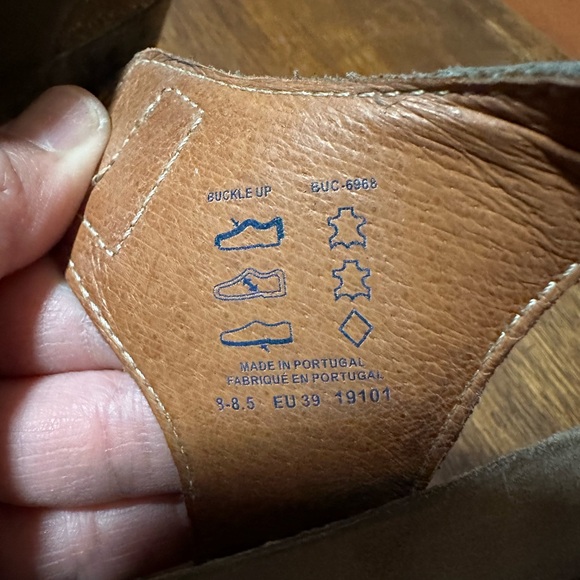 BUCKLE UP BUC-6968
MADE IN PORTUGAL
FABRIQUÉ EN PORTUGAL
8-8.5 EU 39 19101